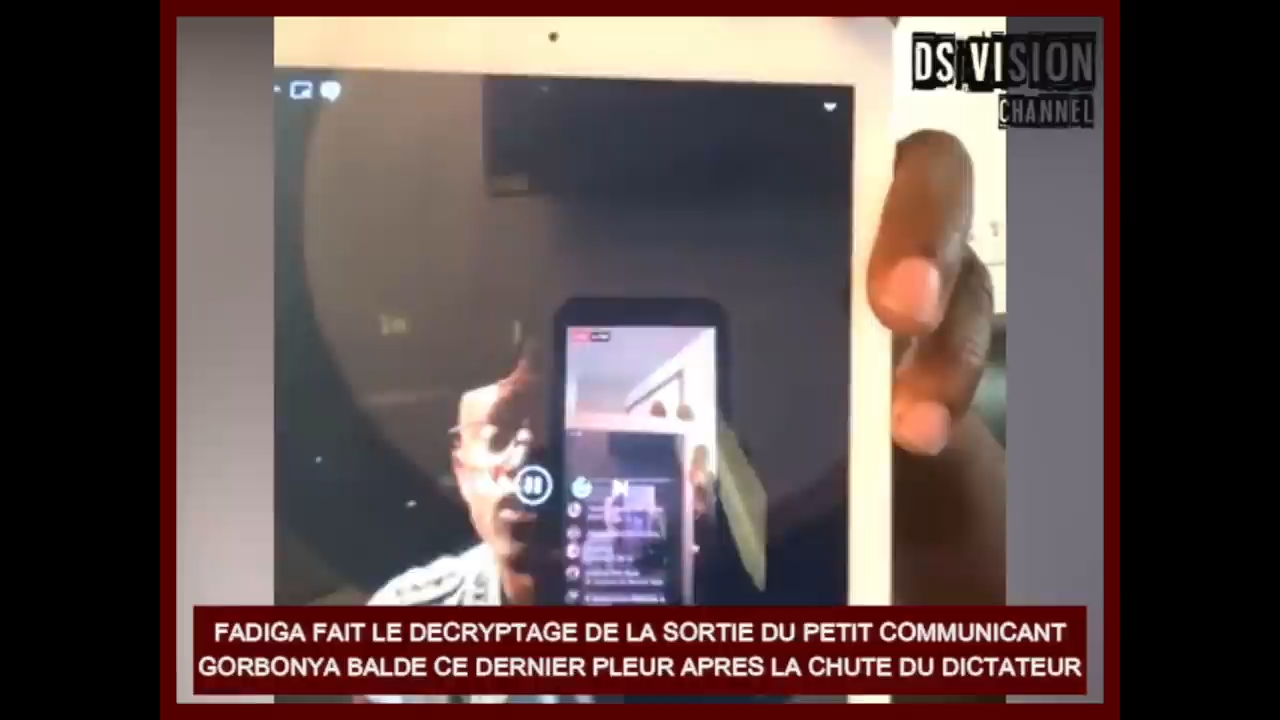 DS VISION
CHANNEL
FADIGA FAIT LE DECRYPTAGE DE LA SORTIE DU PETIT COMMUNICANT
GORBONYA BALDE CE DERNIER PLEUR APRES LA CHUTE DU DICTATEUR